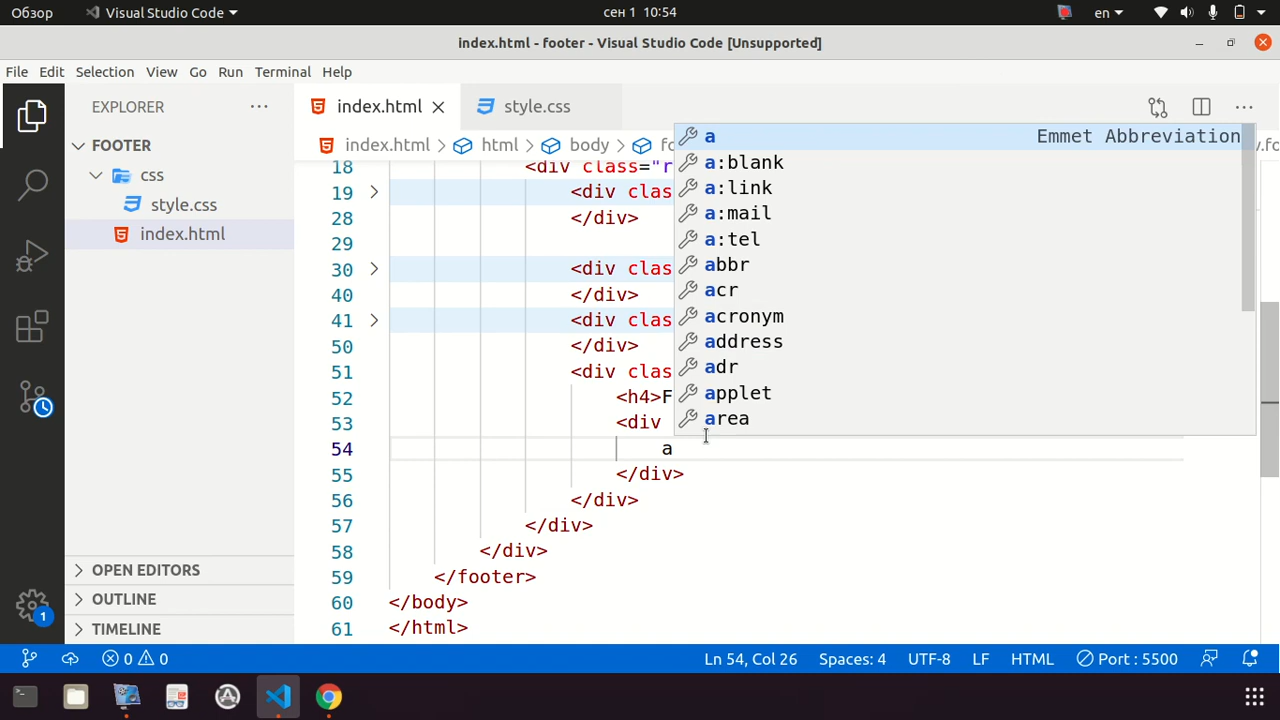 Обзор
Visual Studio Code
сен 1 10:54
en
index.html - footer - Visual Studio Code [Unsupported]
File Edit Selection View Go Run Terminal Help
EXPLORER
index.html
style.css
FOOTER
css
style.css
index.html
index.html > html > body >
18 <div class="r
19 <div clas
28 </div>
29
30 <div clas
40 </div>
41 <div clas
50 </div>
51 <div clas
52 <h4>F
53 <div
54 a
55 </div>
56 </div>
57 </div>
58 </div>
59 </footer>
60 </body>
61 </html>
a Emmet Abbreviation
a:blank
a:link
a:mail
a:tel
abbr
acr
acronym
address
adr
applet
area
OPEN EDITORS
OUTLINE
TIMELINE
1
0 0
Ln 54, Col 26 Spaces: 4 UTF-8 LF HTML Port : 5500